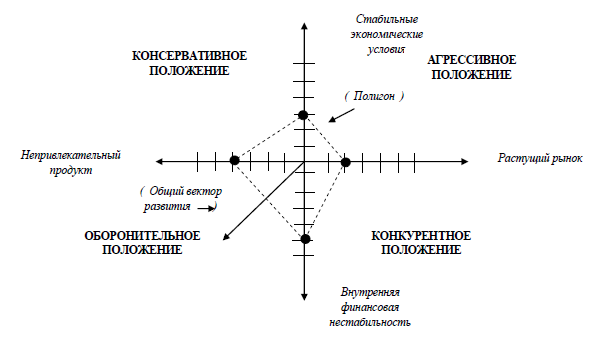 Стабильные
экономические
условия
КОНСЕРВАТИВНОЕ
ПОЛОЖЕНИЕ
АГРЕССИВНОЕ
ПОЛОЖЕНИЕ
( Полигон )
Непривлекательный
продукт
Растущий рынок
( Общий вектор
развития )
ОБОРОНИТЕЛЬНОЕ
ПОЛОЖЕНИЕ
КОНКУРЕНТНОЕ
ПОЛОЖЕНИЕ
Внутренняя
финансовая
нестабильность